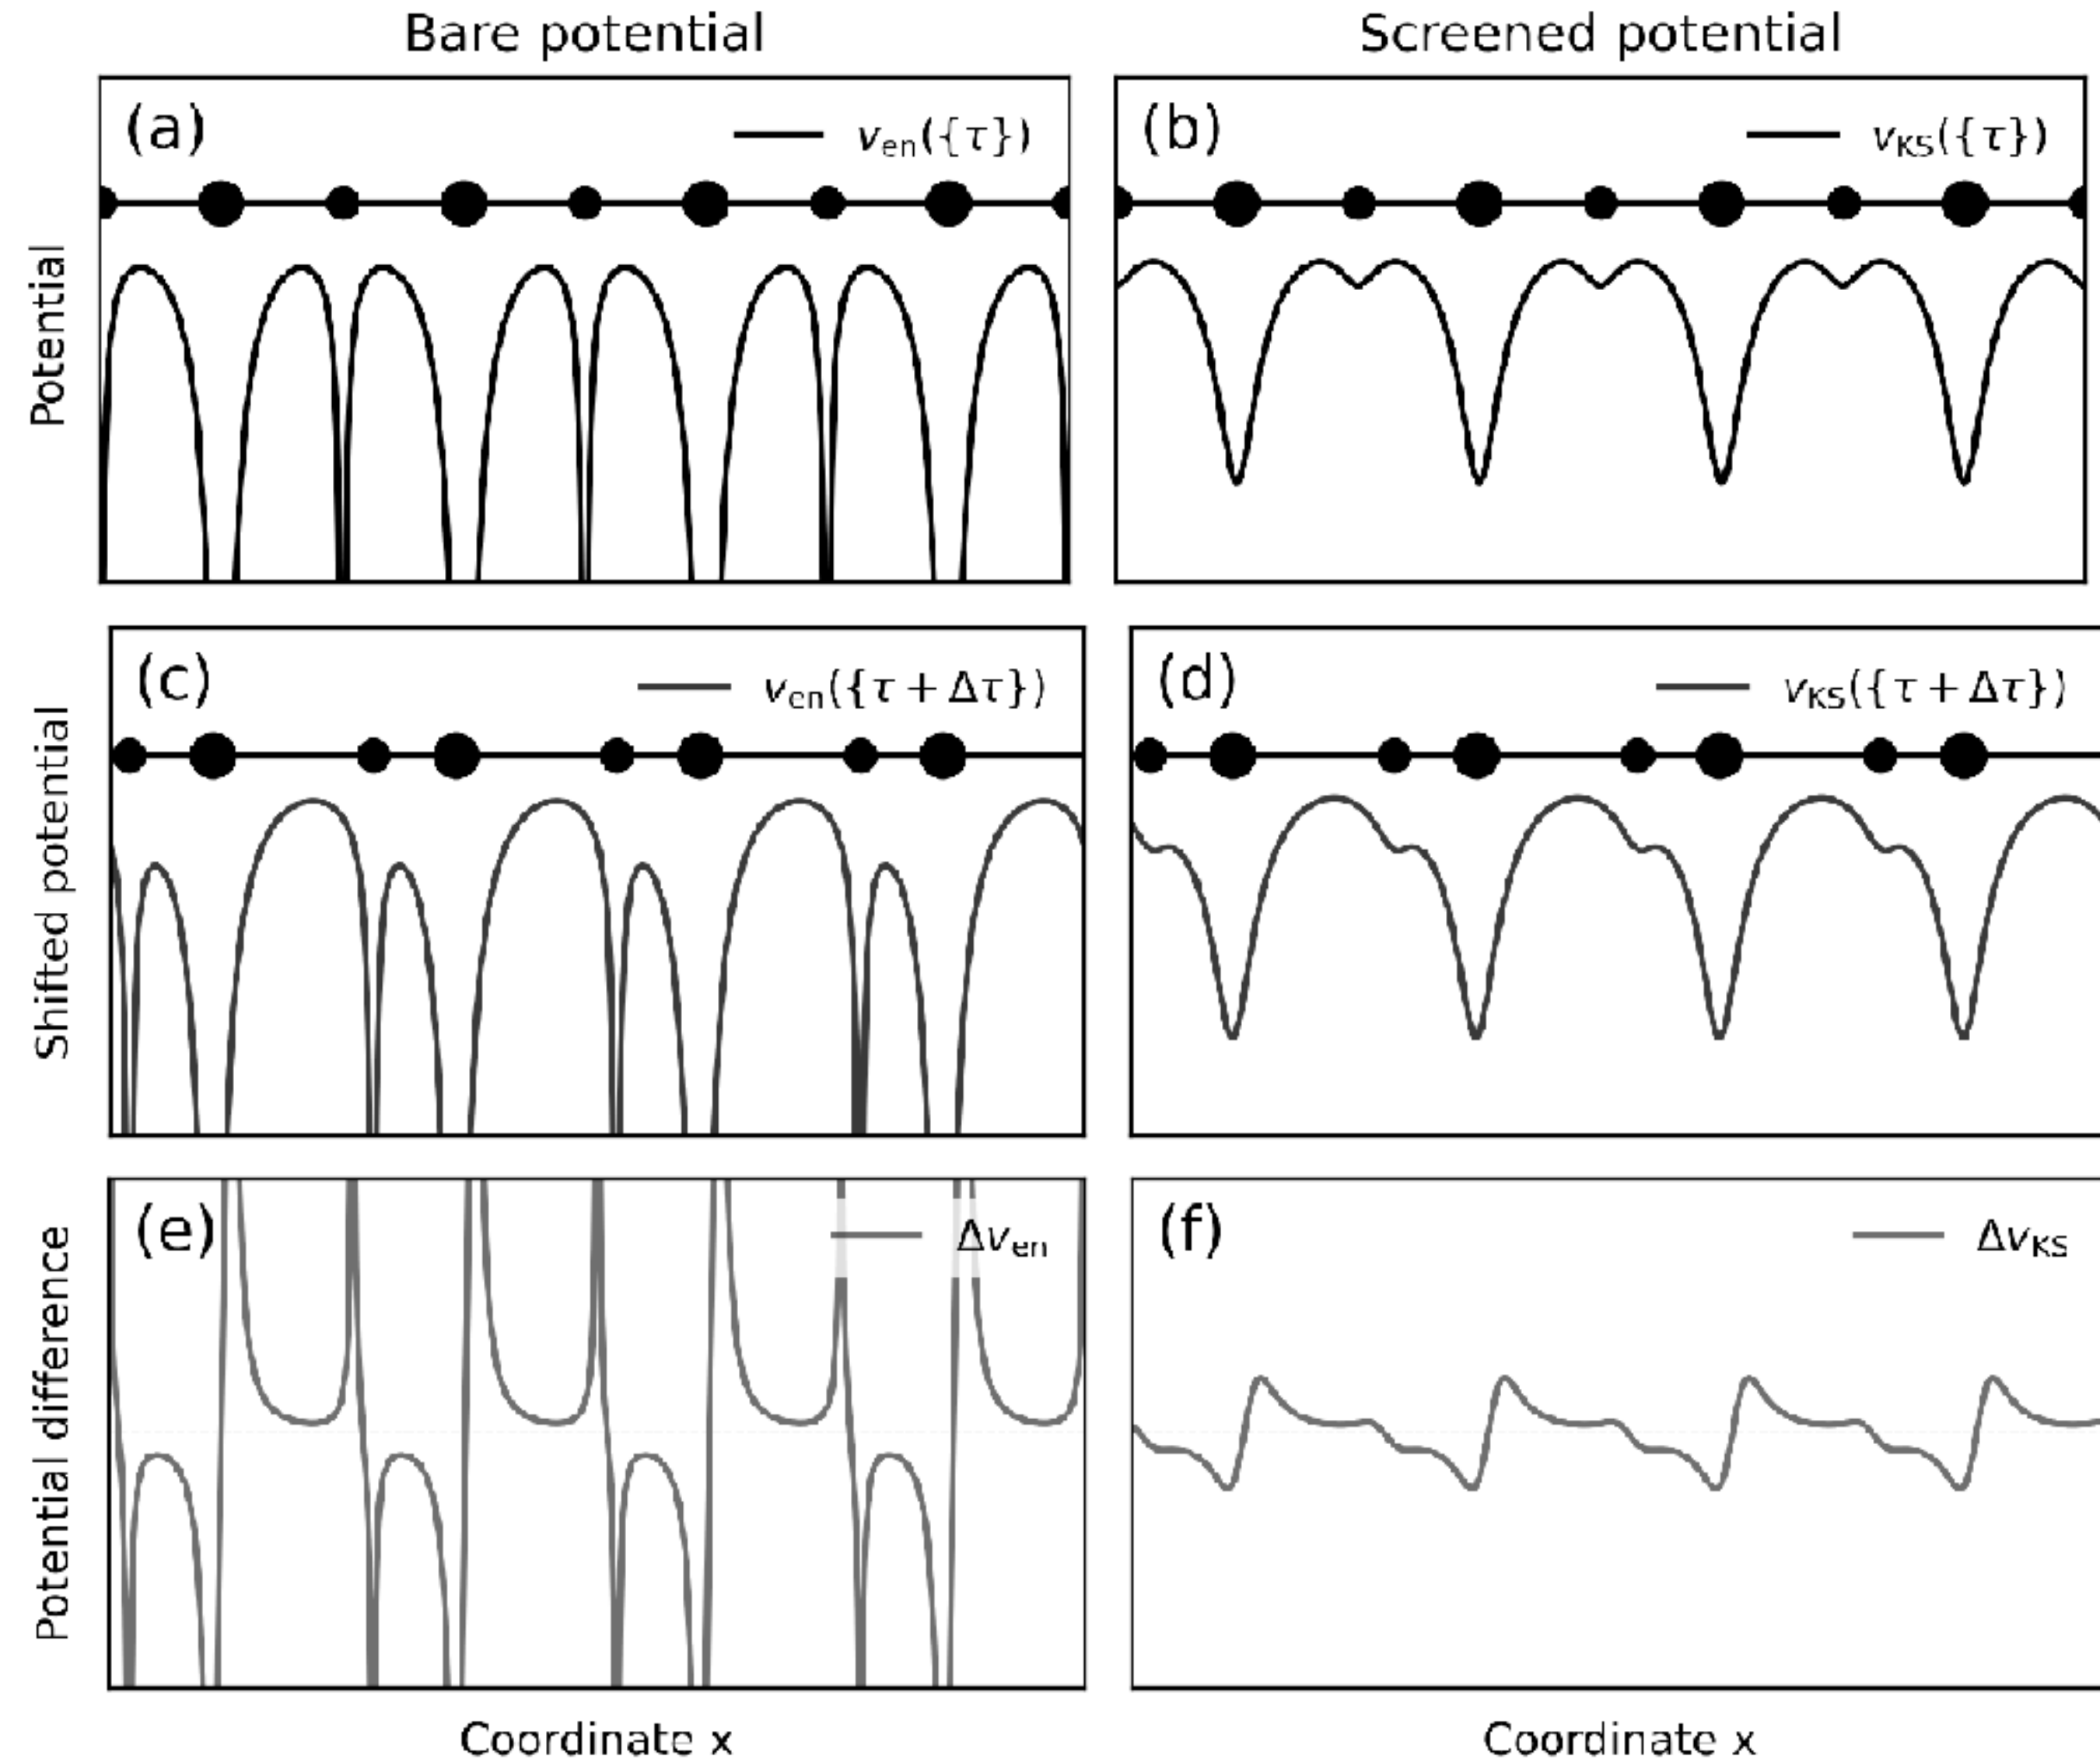 Bare potential
Screened potential
Potential
(a)
v_en({τ})
(b)
v_KS({τ})
Shifted potential
(c)
v_en({τ + Δτ})
(d)
v_KS({τ + Δτ})
Potential difference
(e)
Δv_en
(f)
Δv_KS
Coordinate x
Coordinate x